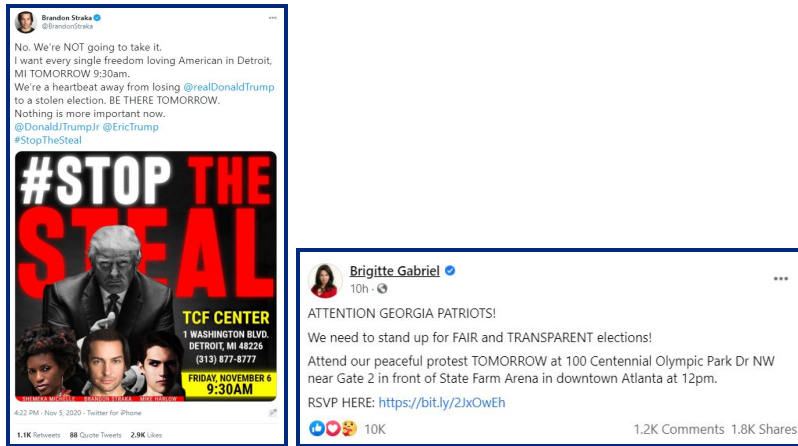 Brandon Straka
@BrandonStraka
No. We're NOT going to take it.
I want every single freedom loving American in Detroit,
MI TOMORROW 9:30am.
We're a heartbeat away from losing @realDonaldTrump
to a stolen election. BE THERE TOMORROW.
Nothing is more important now.
@DonaldJTrumpJr @EricTrump
#StopTheSteal
#STOP THE
STEAL
TCF CENTER
1 WASHINGTON BLVD.
DETROIT, MI 48226
(313) 877-8777
FRIDAY, NOVEMBER 6
9:30AM
SHEMEKA MICHELLE BRANDON STRAKA MIKE HARLOW
4:22 PM · Nov 5, 2020 · Twitter for iPhone
1.1K Retweets 88 Quote Tweets 2.9K Likes
Brigitte Gabriel
10h ·
ATTENTION GEORGIA PATRIOTS!
We need to stand up for FAIR and TRANSPARENT elections!
Attend our peaceful protest TOMORROW at 100 Centennial Olympic Park Dr NW
near Gate 2 in front of State Farm Arena in downtown Atlanta at 12pm.
RSVP HERE: https://bit.ly/2JxOwEh
10K 1.2K Comments 1.8K Shares